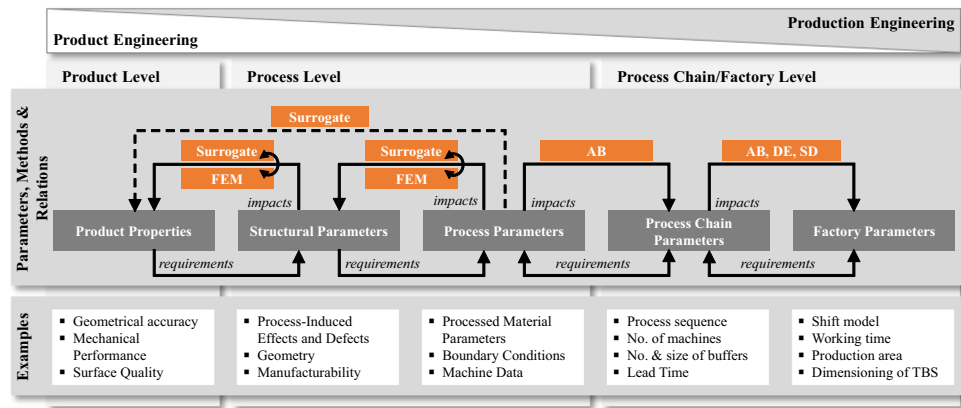 Production Engineering
Product Engineering
Product Level
Process Level
Process Chain/Factory Level
Parameters, Methods &
Relations
Surrogate
Surrogate
FEM
Surrogate
FEM
AB
AB, DE, SD
impacts
impacts
impacts
impacts
Product Properties
Structural Parameters
Process Parameters
Process Chain
Parameters
Factory Parameters
requirements
requirements
requirements
requirements
Examples
▪ Geometrical accuracy
▪ Mechanical
Performance
▪ Surface Quality
▪ Process-Induced
Effects and Defects
▪ Geometry
▪ Manufacturability
▪ Processed Material
Parameters
▪ Boundary Conditions
▪ Machine Data
▪ Process sequence
▪ No. of machines
▪ No. & size of buffers
▪ Lead Time
▪ Shift model
▪ Working time
▪ Production area
▪ Dimensioning of TBS